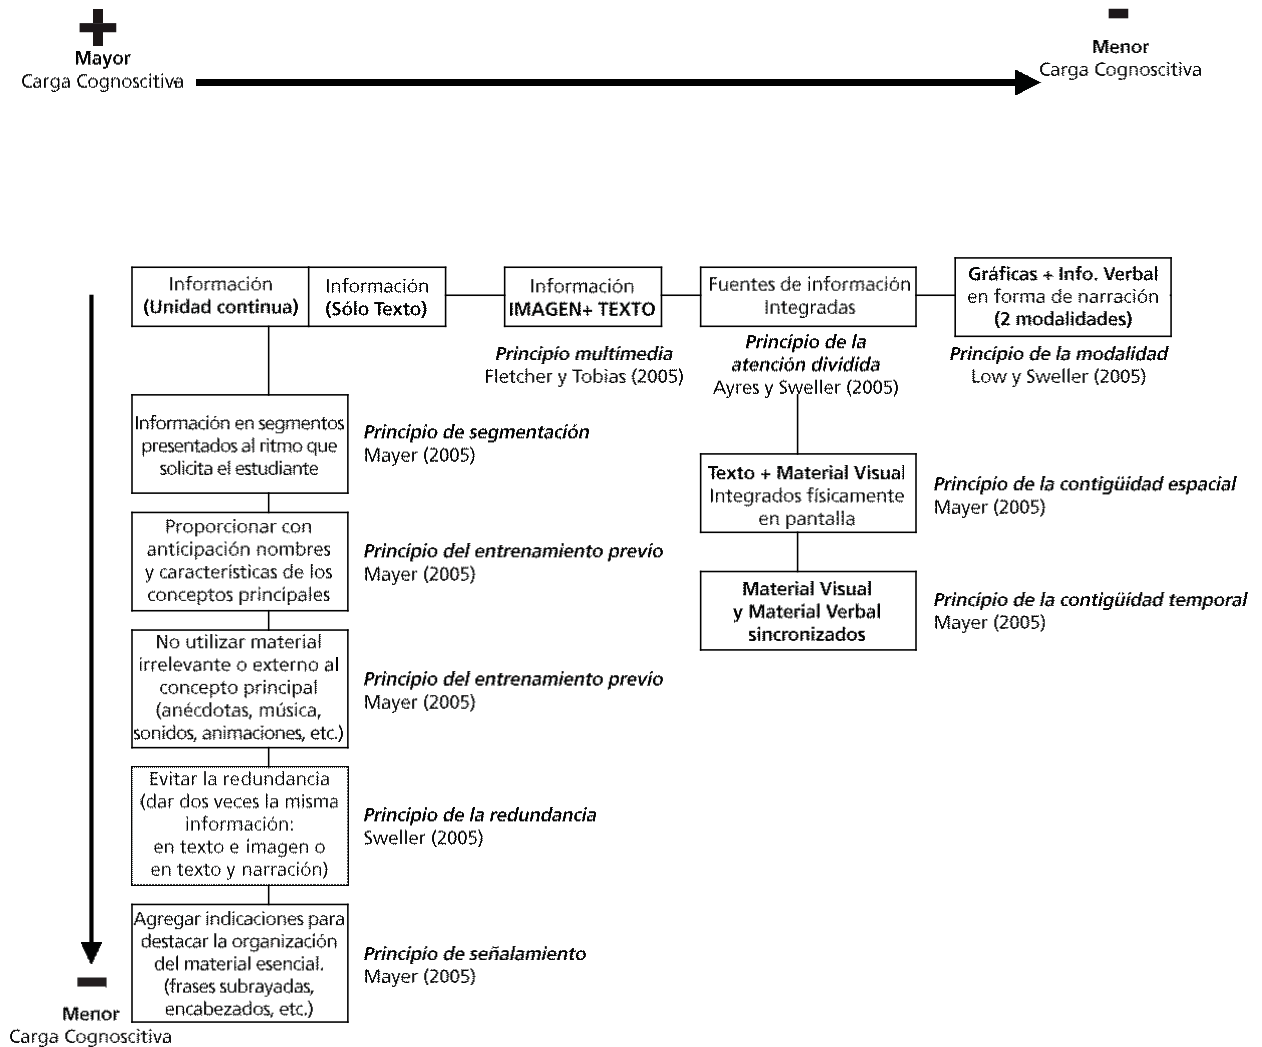 +
Mayor
Carga Cognoscitiva
-
Menor
Carga Cognoscitiva
Información
(Unidad continua)
Información
(Sólo Texto)
Información
IMAGEN+ TEXTO
Fuentes de información
Integradas
Gráficas + Info. Verbal
en forma de narración
(2 modalidades)
Principio multimedia
Fletcher y Tobias (2005)
Principio de la
atención dividida
Ayres y Sweller (2005)
Principio de la modalidad
Low y Sweller (2005)
Información en segmentos
presentados al ritmo que
solicita el estudiante
Principio de segmentación
Mayer (2005)
Texto + Material Visual
Integrados físicamente
en pantalla
Principio de la contigüidad espacial
Mayer (2005)
Proporcionar con
anticipación nombres
y características de los
conceptos principales
Principio del entrenamiento previo
Mayer (2005)
Material Visual
y Material Verbal
sincronizados
Principio de la contigüidad temporal
Mayer (2005)
No utilizar material
irrelevante o externo al
concepto principal
(anécdotas, música,
sonidos, animaciones, etc.)
Principio del entrenamiento previo
Mayer (2005)
Evitar la redundancia
(dar dos veces la misma
información:
en texto e imagen o
en texto y narración)
Principio de la redundancia
Sweller (2005)
Agregar indicaciones para
destacar la organización
del material esencial.
(frases subrayadas,
encabezados, etc.)
Principio de señalamiento
Mayer (2005)
-
Menor
Carga Cognoscitiva